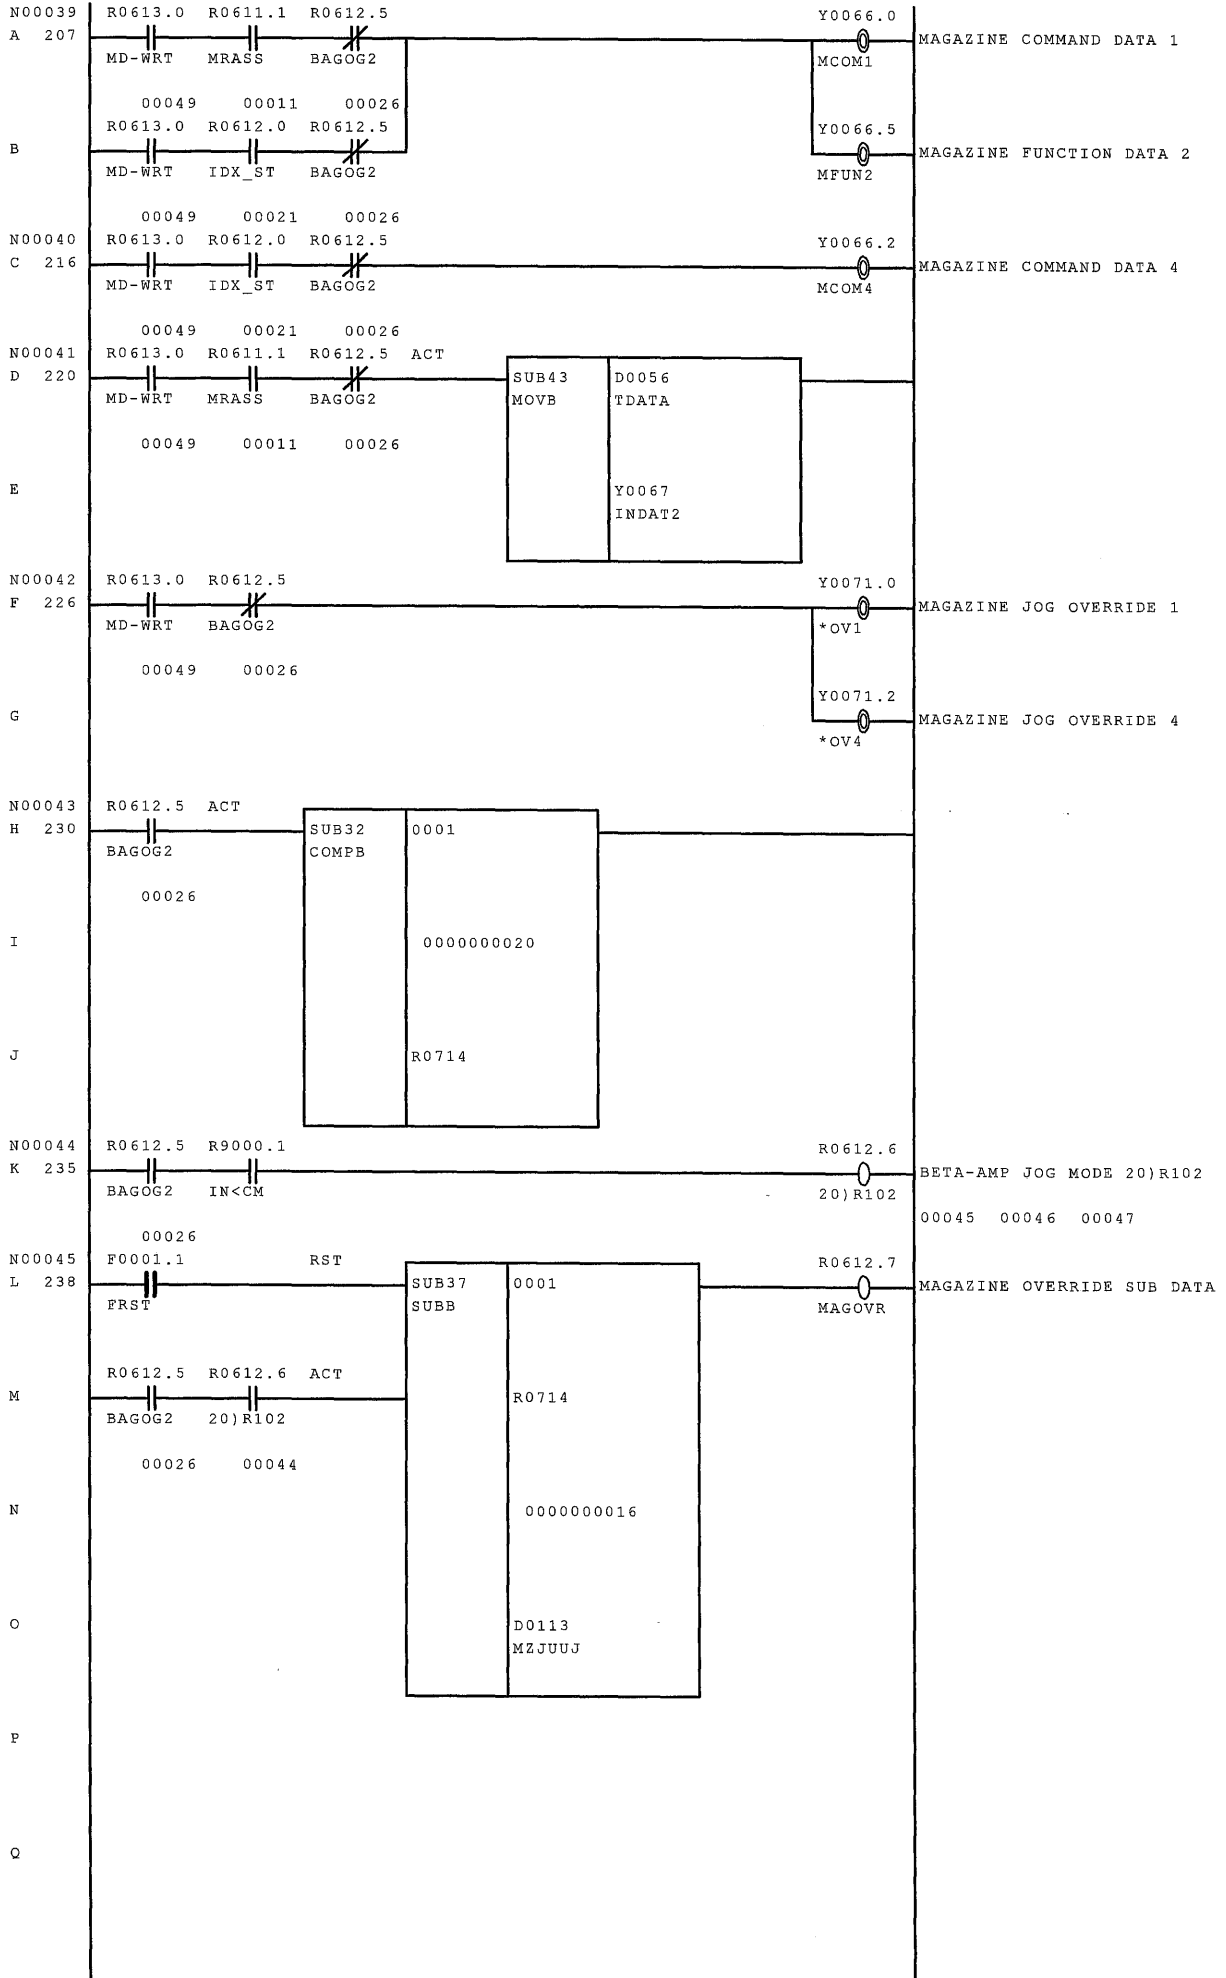 N00039 R0613.0 R0611.1 R0612.5 Y0066.0
A 207 MAGAZINE COMMAND DATA 1
MD-WRT MRASS BAGOG2 MCOM1
00049 00011 00026
R0613.0 R0612.0 R0612.5 Y0066.5
B MAGAZINE FUNCTION DATA 2
MD-WRT IDX_ST BAGOG2 MFUN2
00049 00021 00026
N00040 R0613.0 R0612.0 R0612.5 Y0066.2
C 216 MAGAZINE COMMAND DATA 4
MD-WRT IDX_ST BAGOG2 MCOM4
00049 00021 00026
N00041 R0613.0 R0611.1 R0612.5 ACT
D 220 SUB43 D0056
MD-WRT MRASS BAGOG2 MOVB TDATA
00049 00011 00026
E Y0067
INDAT2
N00042 R0613.0 R0612.5 Y0071.0
F 226 MAGAZINE JOG OVERRIDE 1
MD-WRT BAGOG2 *OV1
00049 00026
Y0071.2
G MAGAZINE JOG OVERRIDE 4
*OV4
N00043 R0612.5 ACT
H 230 SUB32 0001
BAGOG2 COMPB
00026
I 0000000020
J R0714
N00044 R0612.5 R9000.1 R0612.6
K 235 BETA-AMP JOG MODE 20)R102
BAGOG2 IN<CM 20)R102
00045 00046 00047
00026
N00045 F0001.1 RST R0612.7
L 238 SUB37 0001 MAGAZINE OVERRIDE SUB DATA
FRST SUBB MAGOVR
R0612.5 R0612.6 ACT
M R0714
BAGOG2 20)R102
00026 00044
N 0000000016
O D0113
MZJUUJ
P
Q